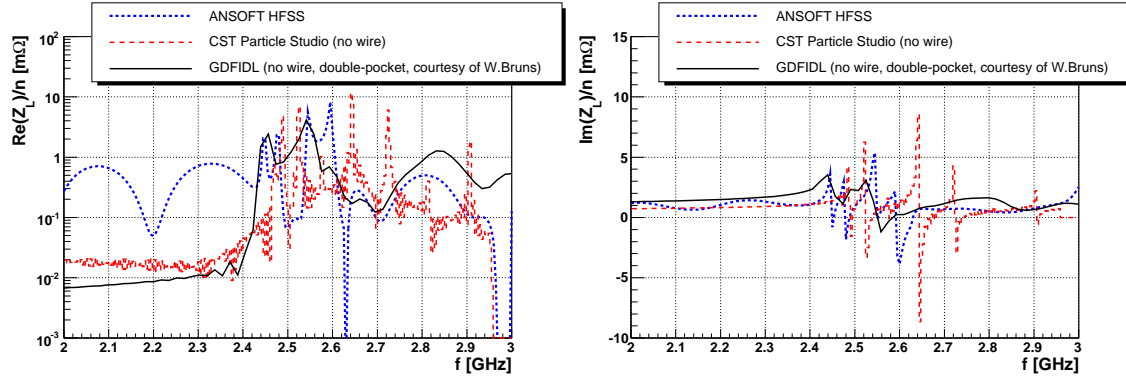 ANSOFT HFSS
CST Particle Studio (no wire)
GDFIDL (no wire, double-pocket, courtesy of W.Bruns)
Re(Z_L)/n [mΩ]
10^2
10
1
10^-1
10^-2
10^-3
2 2.1 2.2 2.3 2.4 2.5 2.6 2.7 2.8 2.9 3
f [GHz]
ANSOFT HFSS
CST Particle Studio (no wire)
GDFIDL (no wire, double-pocket, courtesy of W.Bruns)
Im(Z_L)/n [mΩ]
15
10
5
0
-5
-10
2 2.1 2.2 2.3 2.4 2.5 2.6 2.7 2.8 2.9 3
f [GHz]